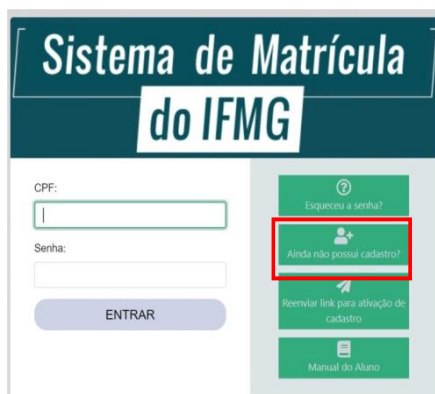 Sistema de Matrícula
do IFMG
CPF:
Senha:
ENTRAR
Esqueceu a senha?
Ainda não possui cadastro?
Reenviar link para ativação de
cadastro
Manual do Aluno